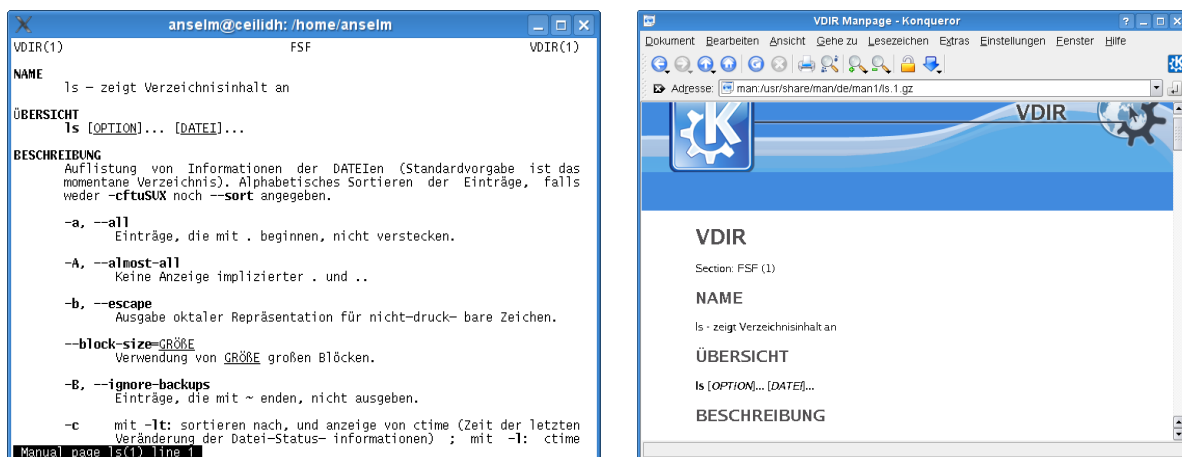 anselm@ceilidh: /home/anselm
VDIR(1) FSF VDIR(1)
NAME
ls – zeigt Verzeichnisinhalt an
ÜBERSICHT
ls [OPTION]... [DATEI]...
BESCHREIBUNG
Auflistung von Informationen der DATEIen (Standardvorgabe ist das
momentane Verzeichnis). Alphabetisches Sortieren der Einträge, falls
weder -cftuSUX noch --sort angegeben.
-a, --all
Einträge, die mit . beginnen, nicht verstecken.
-A, --almost-all
Keine Anzeige implizierter . und ..
-b, --escape
Ausgabe oktaler Repräsentation für nicht-druck- bare Zeichen.
--block-size=GRÖßE
Verwendung von GRÖßE großen Blöcken.
-B, --ignore-backups
Einträge, die mit ~ enden, nicht ausgeben.
-c mit -lt: sortieren nach, und anzeige von ctime (Zeit der letzten
Veränderung der Datei-Status- informationen) ; mit -l: ctime
Manual page ls(1) line 1
VDIR Manpage - Konqueror
Dokument Bearbeiten Ansicht Gehe zu Lesezeichen Extras Einstellungen Fenster Hilfe
Adresse: man:/usr/share/man/de/man1/ls.1.gz
VDIR
VDIR
Section: FSF (1)
NAME
ls - zeigt Verzeichnisinhalt an
ÜBERSICHT
ls [OPTION]... [DATEI]...
BESCHREIBUNG